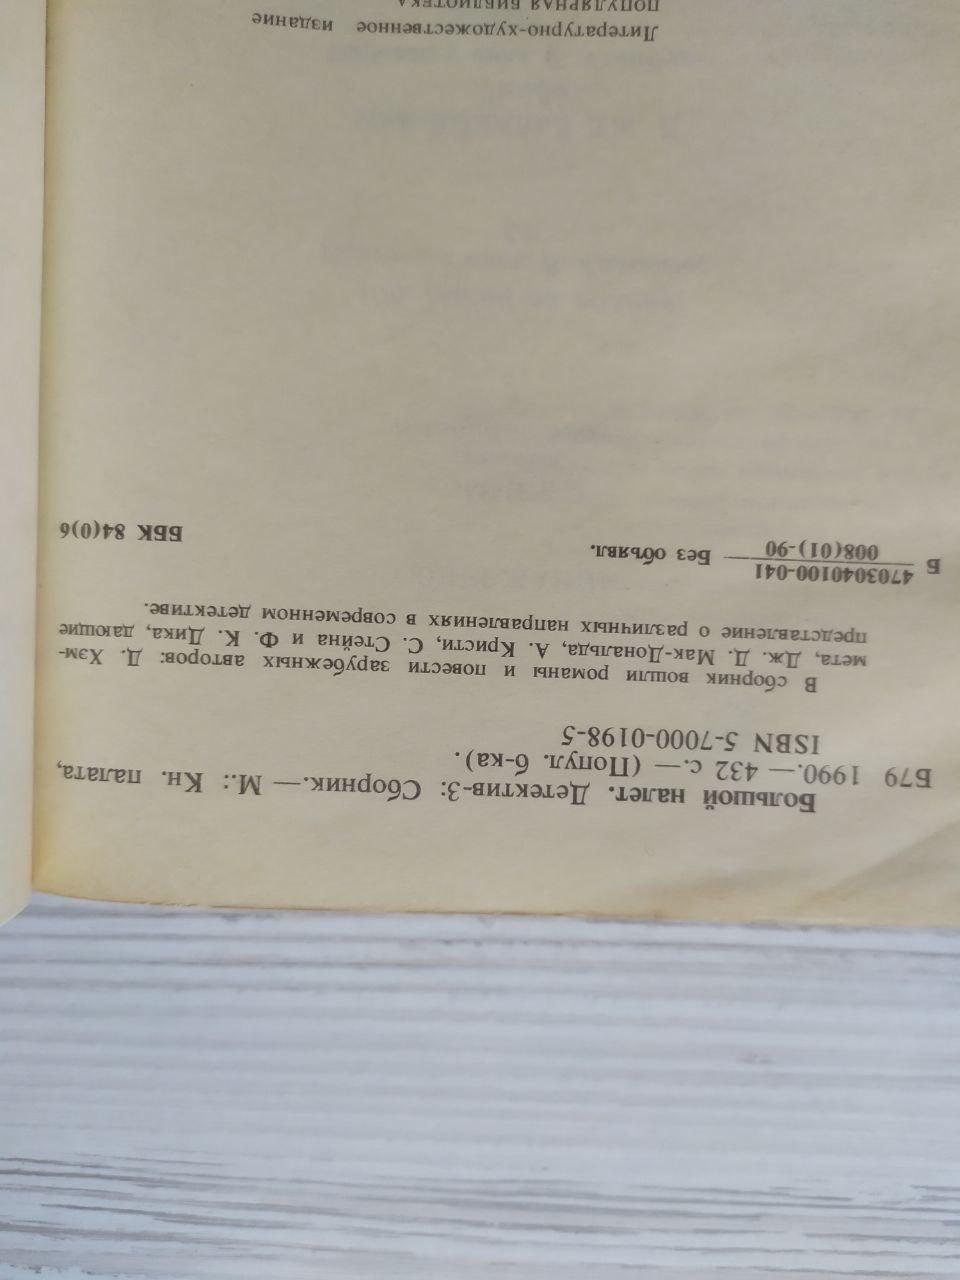 Большой налет. Детектив-3: Сборник.— М.: Кн. палата,
Б79 1990.— 432 с.— (Попул. б-ка).
ISBN 5-7000-0198-5
В сборник вошли романы и повести зарубежных авторов: Д. Хэм-
мета, Дж. Д. Мак-Дональда, А. Кристи, С. Стейна и Ф. К. Дика, дающие
представление о различных направлениях в современном детективе.
4703040100-041
Б ———— Без объявл.
008(01)-90
ББК 84(0)6
Литературно-художественное издание
ПОПУЛЯРНАЯ БИБЛИОТЕКА